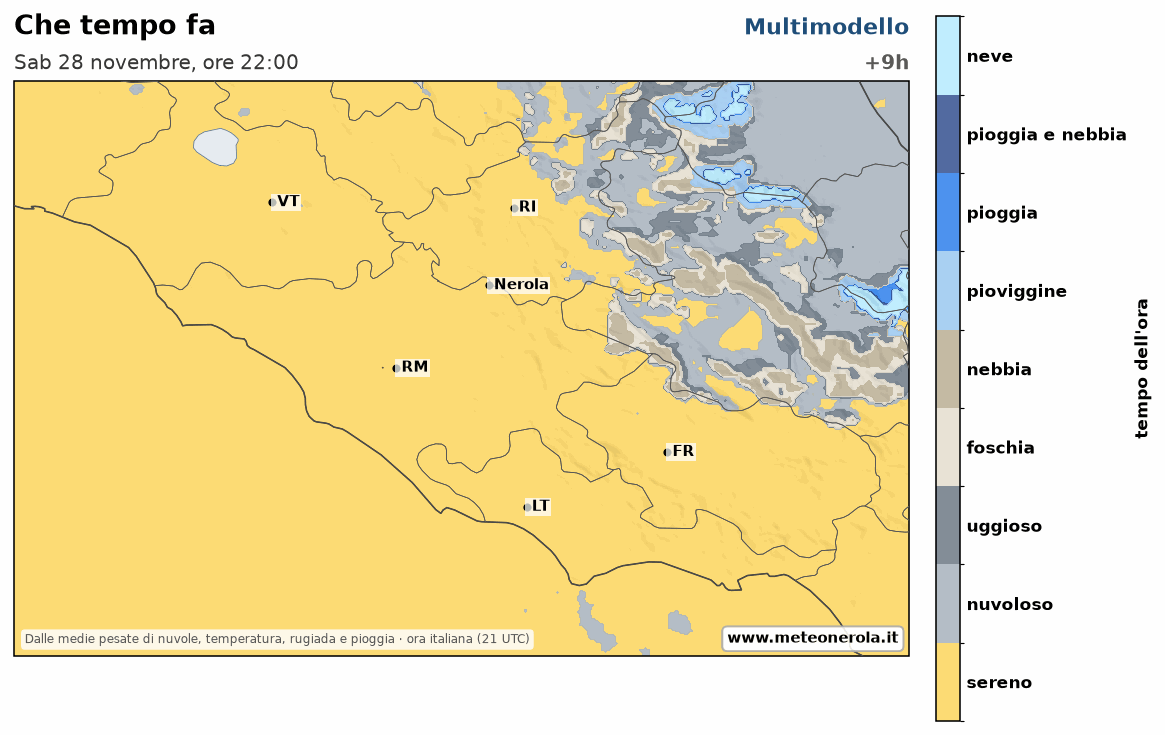 Che tempo fa
Multimodello
Sab 28 novembre, ore 22:00
+9h
VT
RI
Nerola
RM
FR
LT
Dalle medie pesate di nuvole, temperatura, rugiada e pioggia · ora italiana (21 UTC)
www.meteonerola.it
neve
pioggia e nebbia
pioggia
pioviggine
nebbia
foschia
uggioso
nuvoloso
sereno
tempo dell'ora